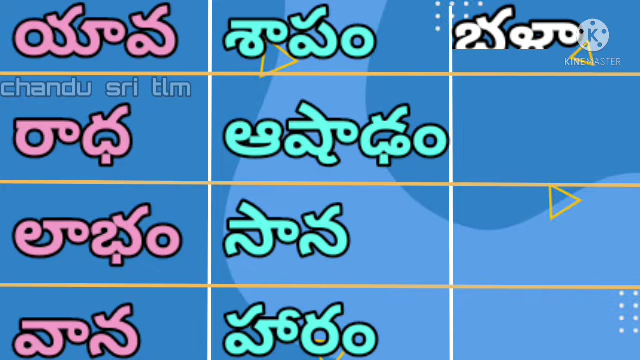 యావ శాపం
KINEMASTER
chandu sri tlm
రాధ ఆషాఢం
లాభం సాన
వాన హారం